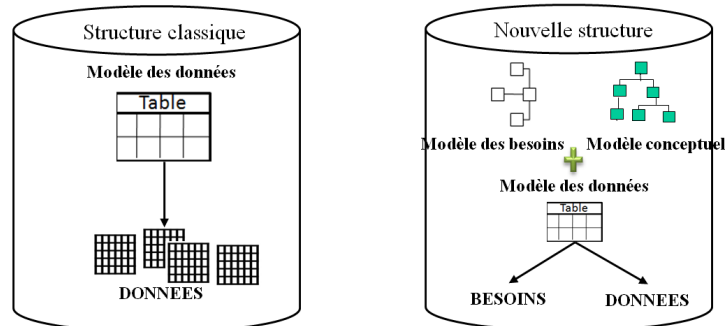 Structure classique
Modèle des données
Table
DONNEES
Nouvelle structure
Modèle des besoins
Modèle conceptuel
Modèle des données
Table
BESOINS
DONNEES